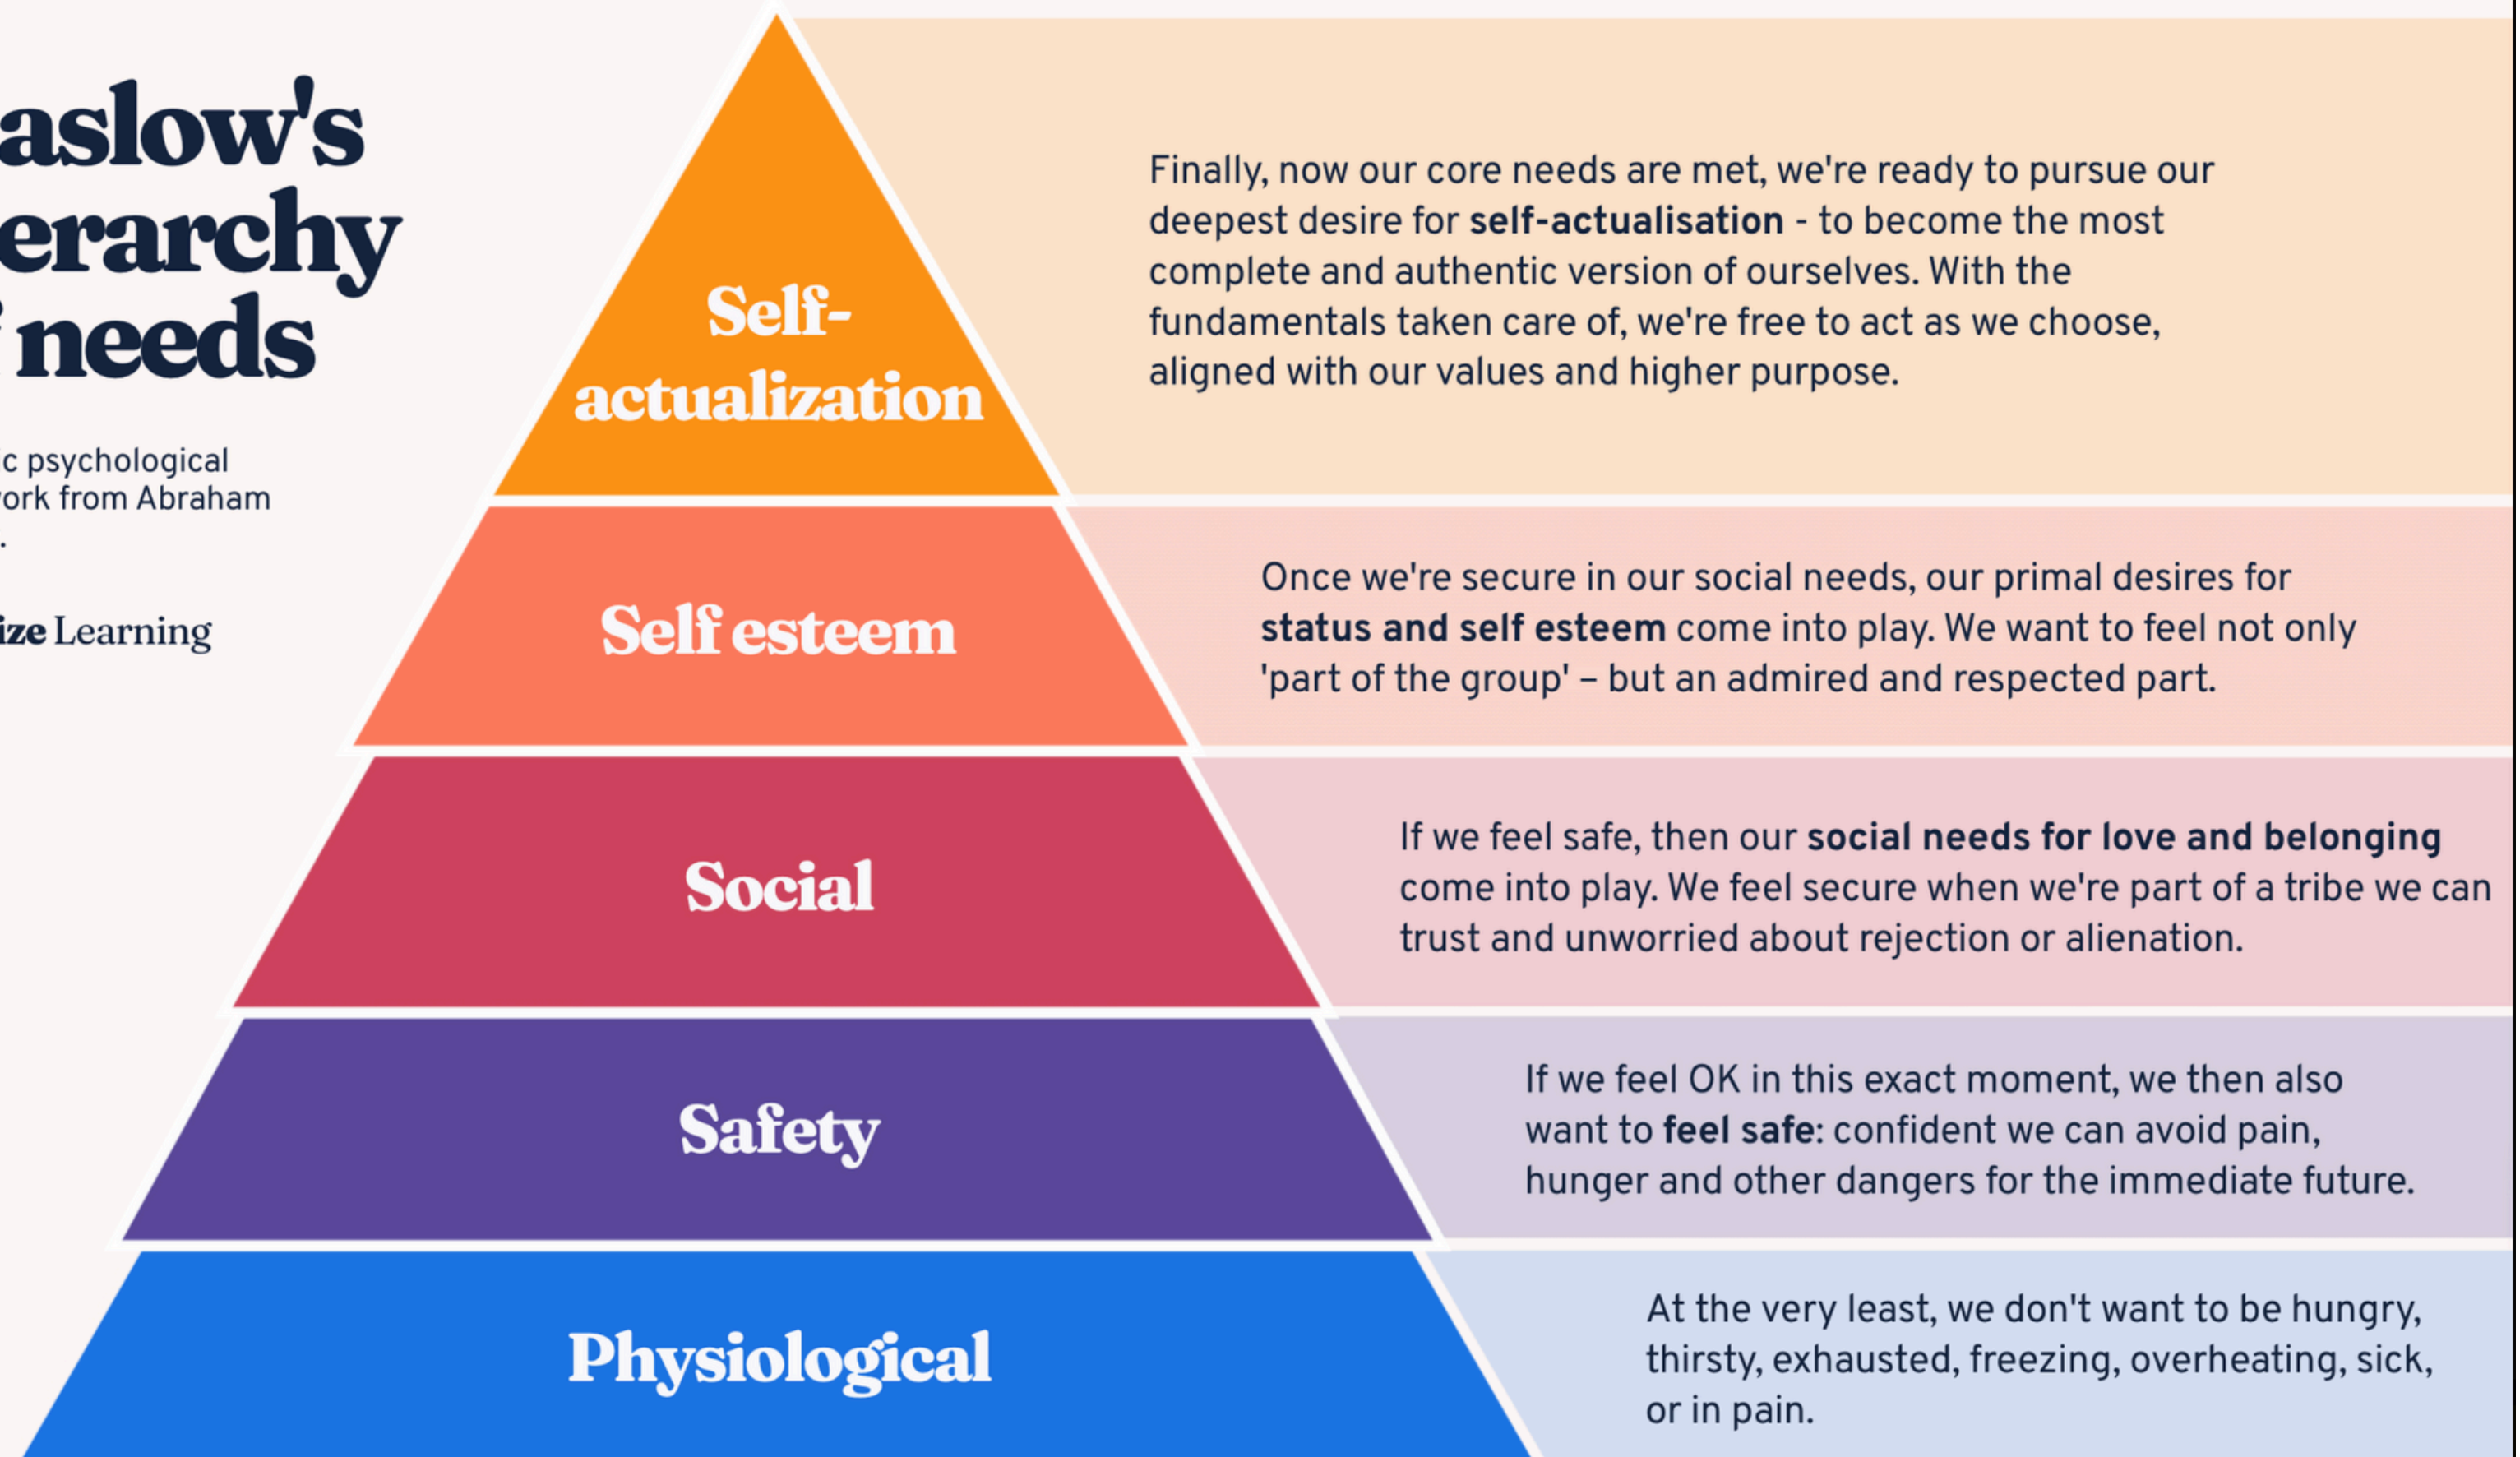 aslow's
erarchy
needs
ic psychological
work from Abraham
.
ize Learning
Self-
actualization
Finally, now our core needs are met, we're ready to pursue our
deepest desire for self-actualisation - to become the most
complete and authentic version of ourselves. With the
fundamentals taken care of, we're free to act as we choose,
aligned with our values and higher purpose.
Self esteem
Once we're secure in our social needs, our primal desires for
status and self esteem come into play. We want to feel not only
'part of the group' – but an admired and respected part.
Social
If we feel safe, then our social needs for love and belonging
come into play. We feel secure when we're part of a tribe we can
trust and unworried about rejection or alienation.
Safety
If we feel OK in this exact moment, we then also
want to feel safe: confident we can avoid pain,
hunger and other dangers for the immediate future.
Physiological
At the very least, we don't want to be hungry,
thirsty, exhausted, freezing, overheating, sick,
or in pain.